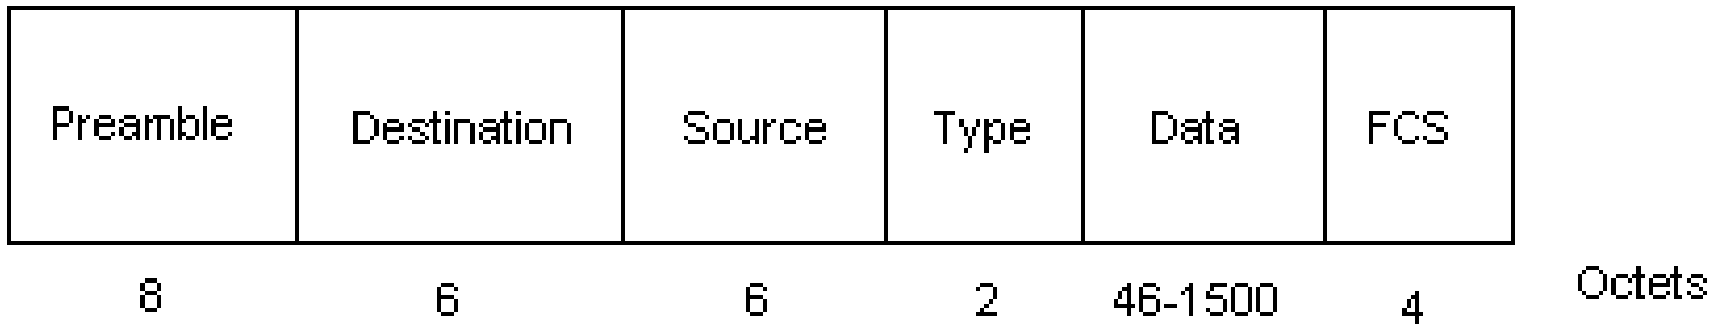 Preamble Destination Source Type Data FCS
8 6 6 2 46-1500 4 Octets